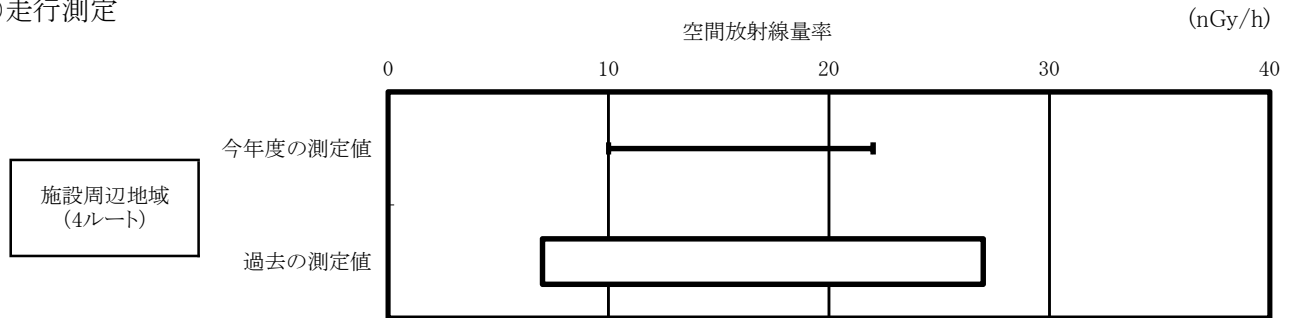 走行測定
(nGy/h)
空間放射線量率
0 10 20 30 40
今年度の測定値
施設周辺地域
(4ルート)
過去の測定値